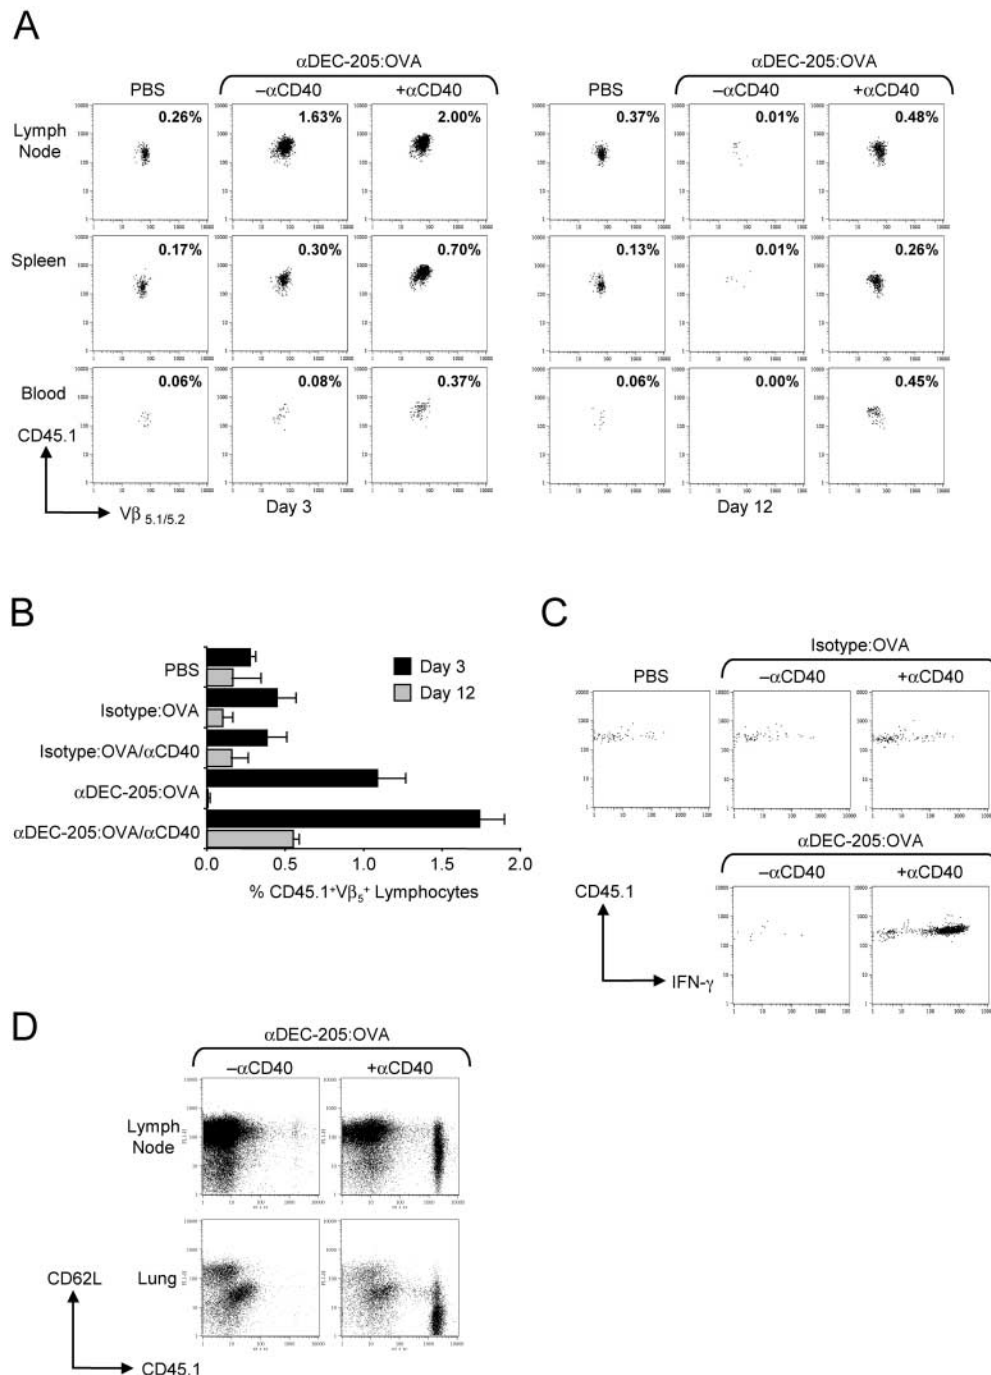 A
αDEC-205:OVA
αDEC-205:OVA
PBS –αCD40 +αCD40 PBS –αCD40 +αCD40
Lymph Node
0.26% 1.63% 2.00% 0.37% 0.01% 0.48%
Spleen
0.17% 0.30% 0.70% 0.13% 0.01% 0.26%
Blood
0.06% 0.08% 0.37% 0.06% 0.00% 0.45%
CD45.1
Vβ 5.1/5.2
Day 3
Day 12
B
PBS
Isotype:OVA
Isotype:OVA/αCD40
αDEC-205:OVA
αDEC-205:OVA/αCD40
Day 3
Day 12
0.0 0.5 1.0 1.5 2.0
% CD45.1+Vβ5+ Lymphocytes
C
Isotype:OVA
PBS –αCD40 +αCD40
αDEC-205:OVA
–αCD40 +αCD40
CD45.1
IFN-γ
D
αDEC-205:OVA
–αCD40 +αCD40
Lymph
Node
Lung
CD62L
CD45.1